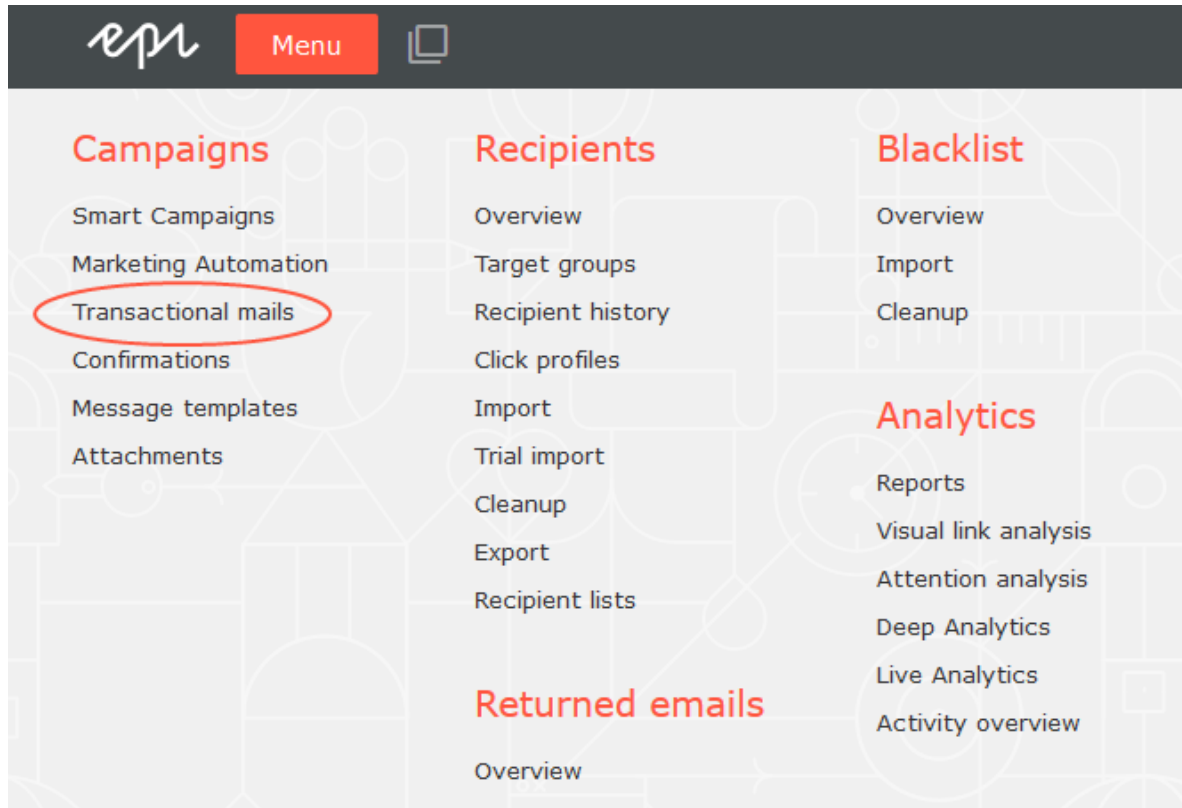 epi Menu
Campaigns
Smart Campaigns
Marketing Automation
Transactional mails
Confirmations
Message templates
Attachments
Recipients
Overview
Target groups
Recipient history
Click profiles
Import
Trial import
Cleanup
Export
Recipient lists
Returned emails
Overview
Blacklist
Overview
Import
Cleanup
Analytics
Reports
Visual link analysis
Attention analysis
Deep Analytics
Live Analytics
Activity overview